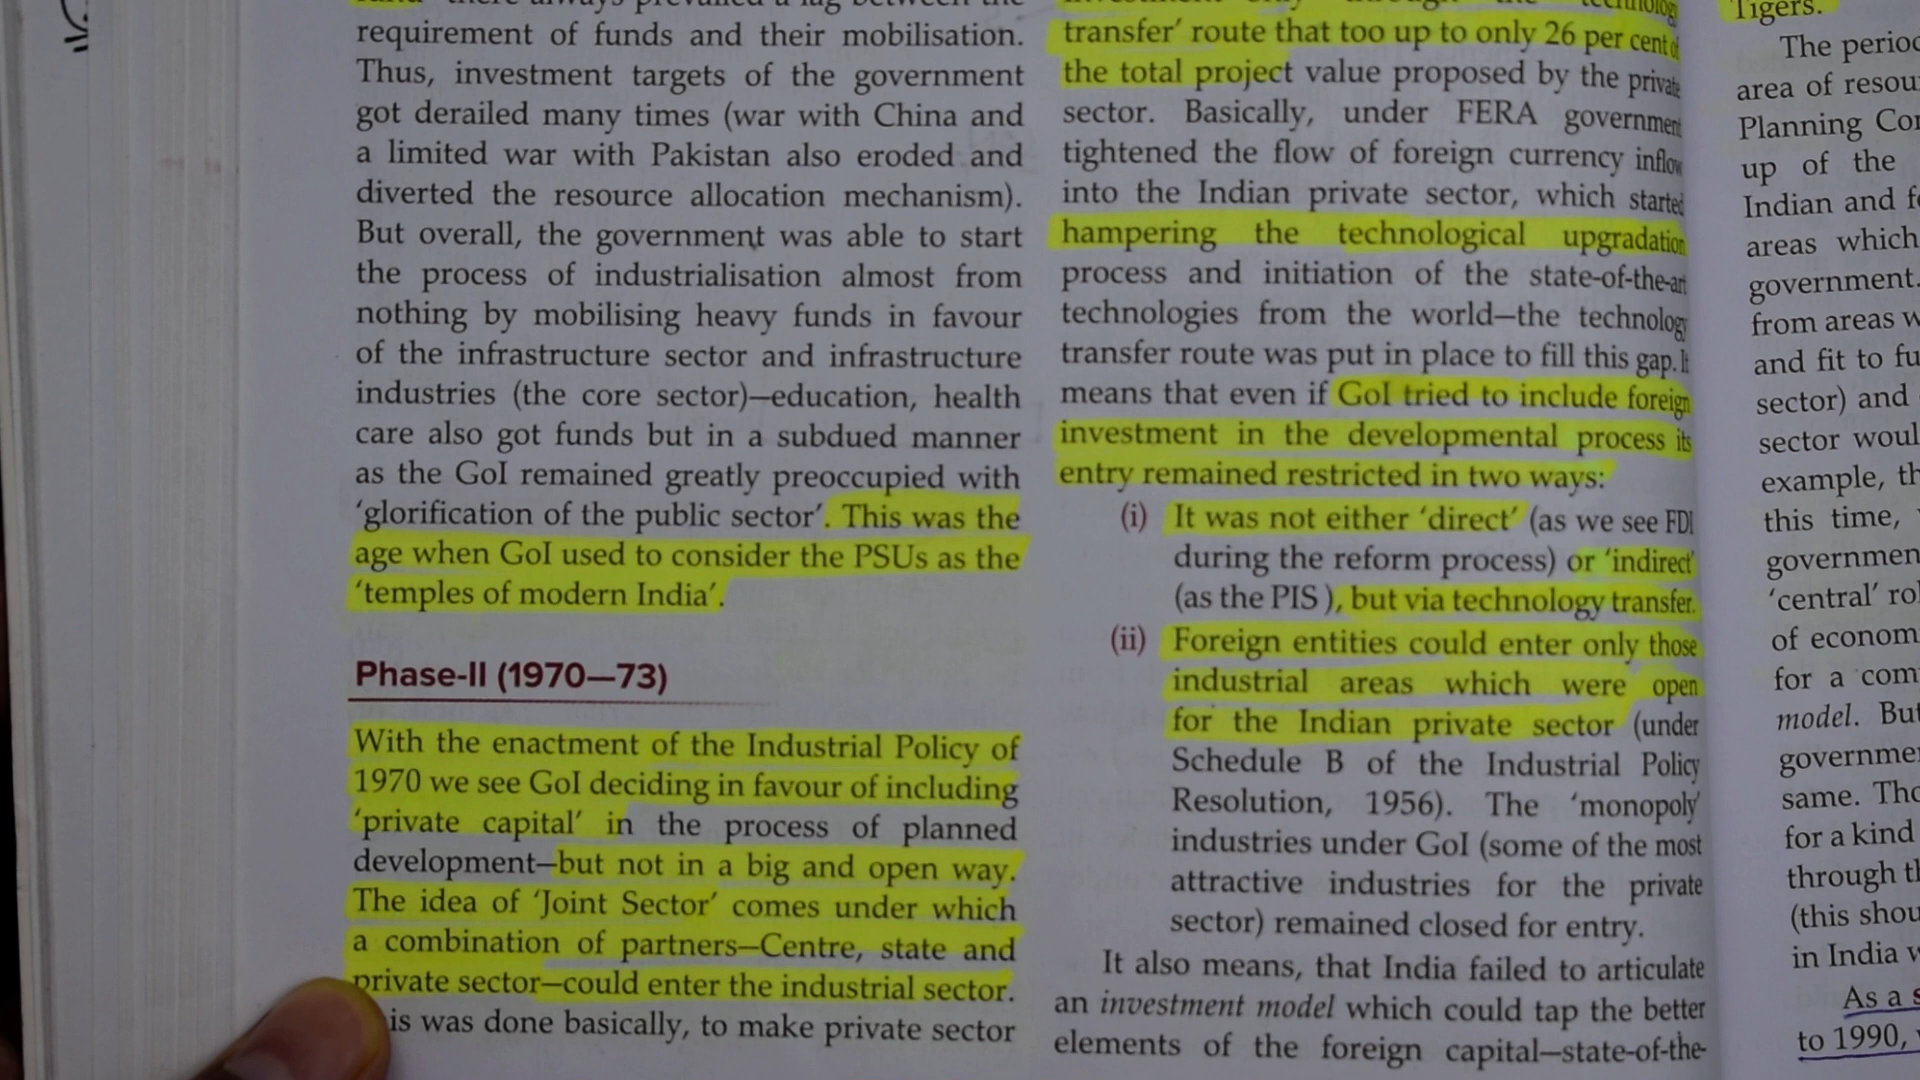 requirement of funds and their mobilisation.
Thus, investment targets of the government
got derailed many times (war with China and
a limited war with Pakistan also eroded and
diverted the resource allocation mechanism).
But overall, the government was able to start
the process of industrialisation almost from
nothing by mobilising heavy funds in favour
of the infrastructure sector and infrastructure
industries (the core sector)—education, health
care also got funds but in a subdued manner
as the GoI remained greatly preoccupied with
‘glorification of the public sector’. This was the
age when GoI used to consider the PSUs as the
‘temples of modern India’.
Phase-II (1970—73)
With the enactment of the Industrial Policy of
1970 we see GoI deciding in favour of including
‘private capital’ in the process of planned
development—but not in a big and open way.
The idea of ‘Joint Sector’ comes under which
a combination of partners—Centre, state and
private sector—could enter the industrial sector.
is was done basically, to make private sector
transfer’ route that too up to only 26 per cent of
the total project value proposed by the private
sector. Basically, under FERA government
tightened the flow of foreign currency inflow
into the Indian private sector, which started
hampering the technological upgradation
process and initiation of the state-of-the-art
technologies from the world—the technology
transfer route was put in place to fill this gap. It
means that even if GoI tried to include foreign
investment in the developmental process its
entry remained restricted in two ways:
(i) It was not either ‘direct’ (as we see FDI
during the reform process) or ‘indirect’
(as the PIS ), but via technology transfer.
(ii) Foreign entities could enter only those
industrial areas which were open
for the Indian private sector (under
Schedule B of the Industrial Policy
Resolution, 1956). The ‘monopoly’
industries under GoI (some of the most
attractive industries for the private
sector) remained closed for entry.
It also means, that India failed to articulate
an investment model which could tap the better
elements of the foreign capital—state-of-the-
Tigers.
The perio
area of resou
Planning Co
up of the
Indian and f
areas which
government.
from areas w
and fit to fu
sector) and
sector woul
example, th
this time,
governmen
‘central’ ro
of econom
for a com
model. But
governme
same. Tho
for a kind
through t
(this shou
in India w
As a s
to 1990,